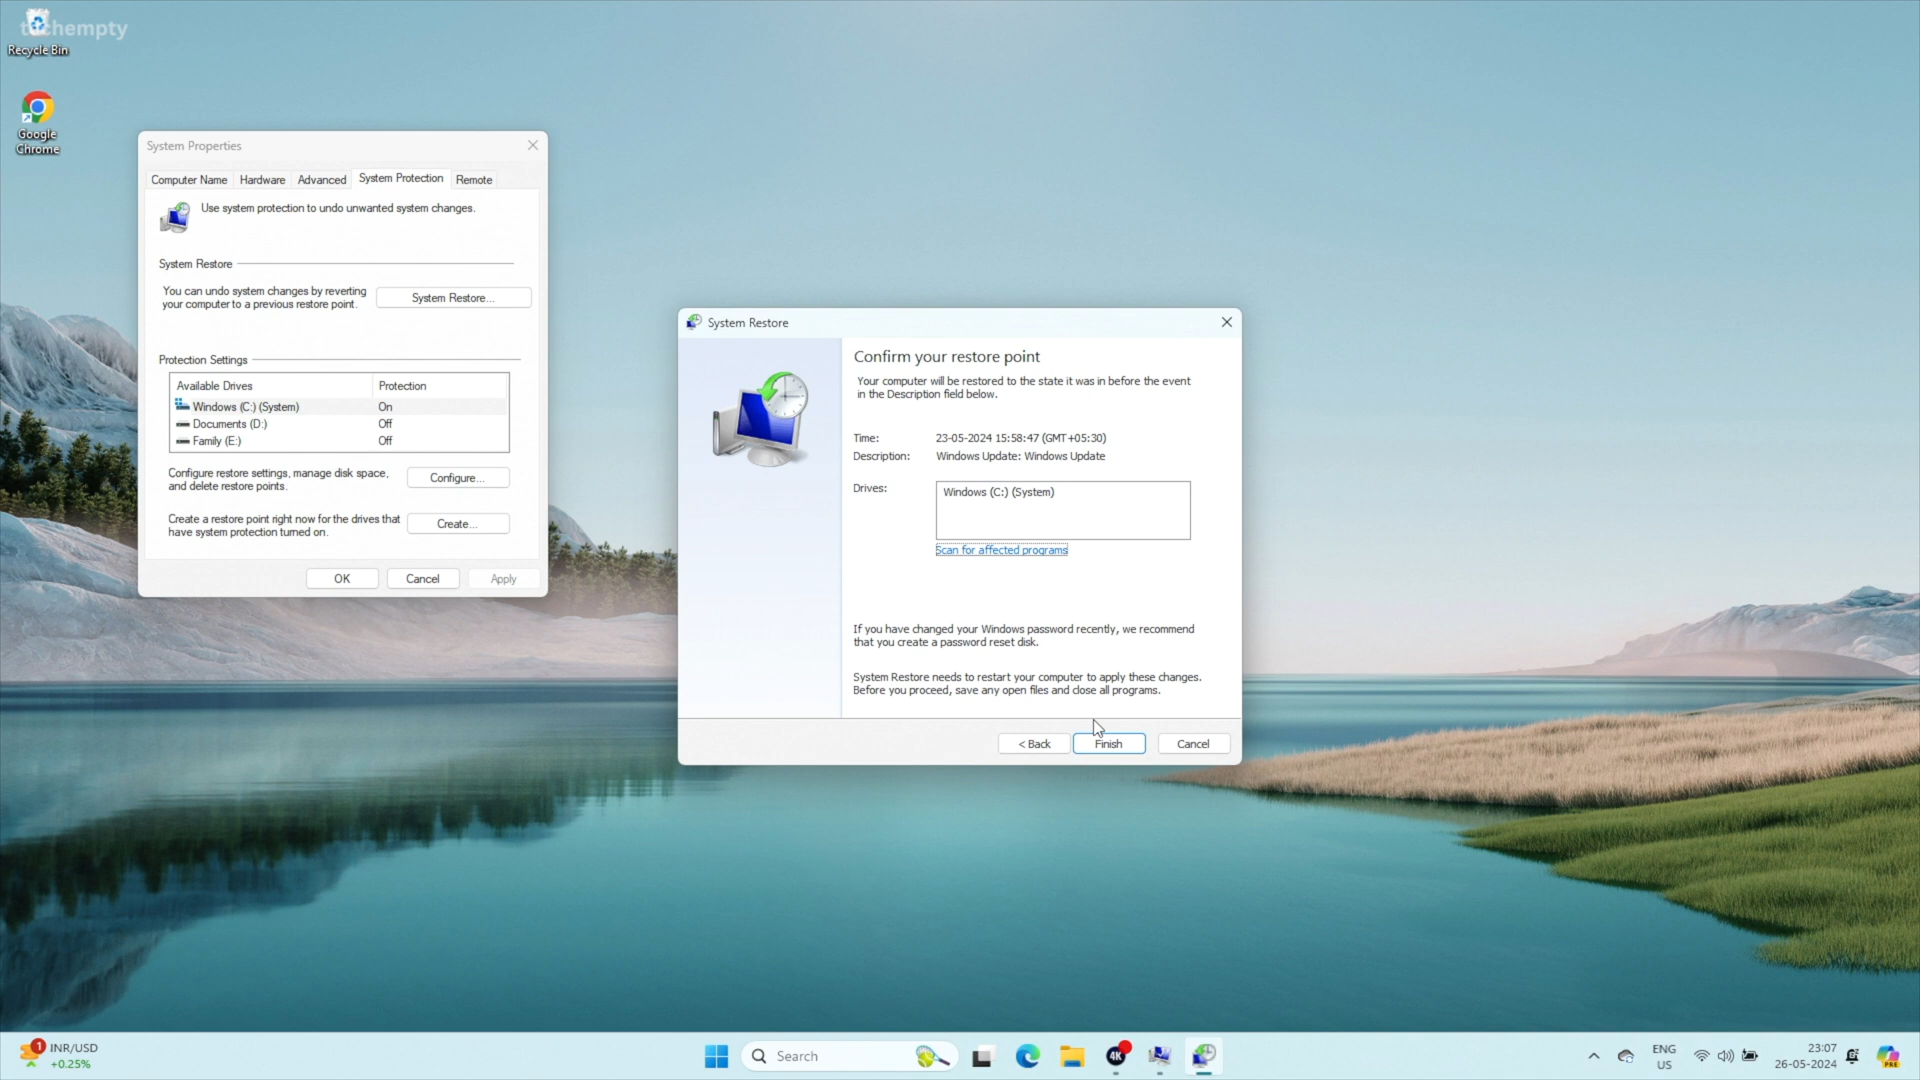 techempty
Recycle Bin
Google
Chrome
System Properties
Computer Name
Hardware
Advanced
System Protection
Remote
Use system protection to undo unwanted system changes.
System Restore
You can undo system changes by reverting
your computer to a previous restore point.
System Restore...
Protection Settings
Available Drives
Protection
Windows (C:) (System)
On
Documents (D:)
Off
Family (E:)
Off
Configure restore settings, manage disk space,
and delete restore points.
Configure...
Create a restore point right now for the drives that
have system protection turned on.
Create...
OK
Cancel
Apply
System Restore
Confirm your restore point
Your computer will be restored to the state it was in before the event
in the Description field below.
Time:
23-05-2024 15:58:47 (GMT+05:30)
Description:
Windows Update: Windows Update
Drives:
Windows (C:) (System)
Scan for affected programs
If you have changed your Windows password recently, we recommend
that you create a password reset disk.
System Restore needs to restart your computer to apply these changes.
Before you proceed, save any open files and close all programs.
< Back
Finish
Cancel
1
INR/USD
+0.25%
Search
4K
ENG
US
23:07
26-05-2024
PRE